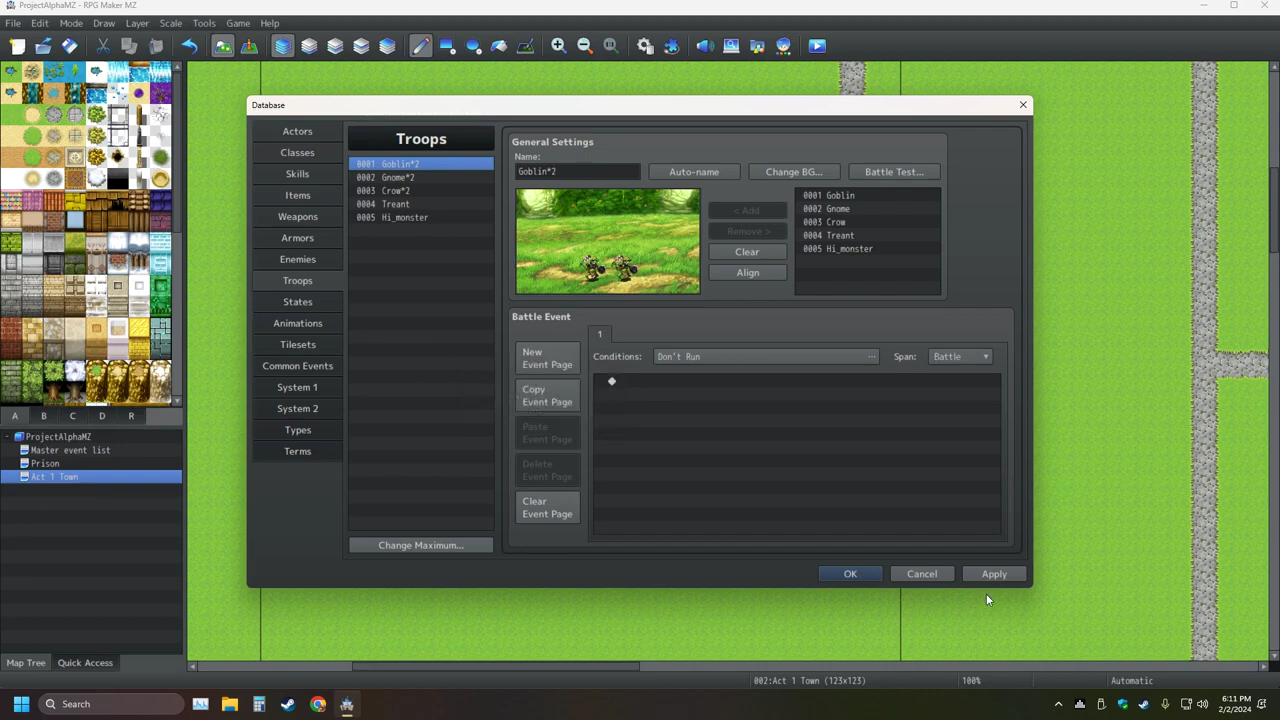 ProjectAlphaMZ - RPG Maker MZ
File Edit Mode Draw Layer Scale Tools Game Help
Database
Actors
Classes
Skills
Items
Weapons
Armors
Enemies
Troops
States
Animations
Tilesets
Common Events
System 1
System 2
Types
Terms
Troops
0001 Goblin*2
0002 Gnome*2
0003 Crow*2
0004 Treant
0005 Hi_monster
Change Maximum...
General Settings
Name:
Goblin*2
Auto-name
Change BG...
Battle Test...
< Add
Remove >
Clear
Align
0001 Goblin
0002 Gnome
0003 Crow
0004 Treant
0005 Hi_monster
Battle Event
1
New
Event Page
Copy
Event Page
Paste
Event Page
Delete
Event Page
Clear
Event Page
Conditions: Don't Run ...
Span: Battle
OK
Cancel
Apply
A B C D R
ProjectAlphaMZ
Master event list
Prison
Act 1 Town
Map Tree
Quick Access
002:Act 1 Town (123x123)
100%
Automatic
Search
6:11 PM
2/2/2024